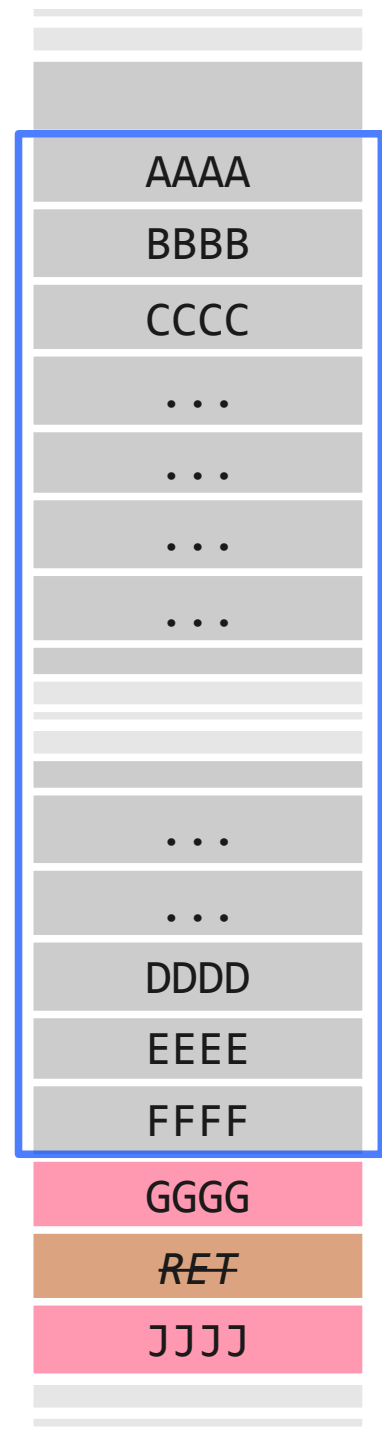 AAAA
BBBB
CCCC
...
...
...
...
...
...
DDDD
EEEE
FFFF
GGGG
RET
JJJJ